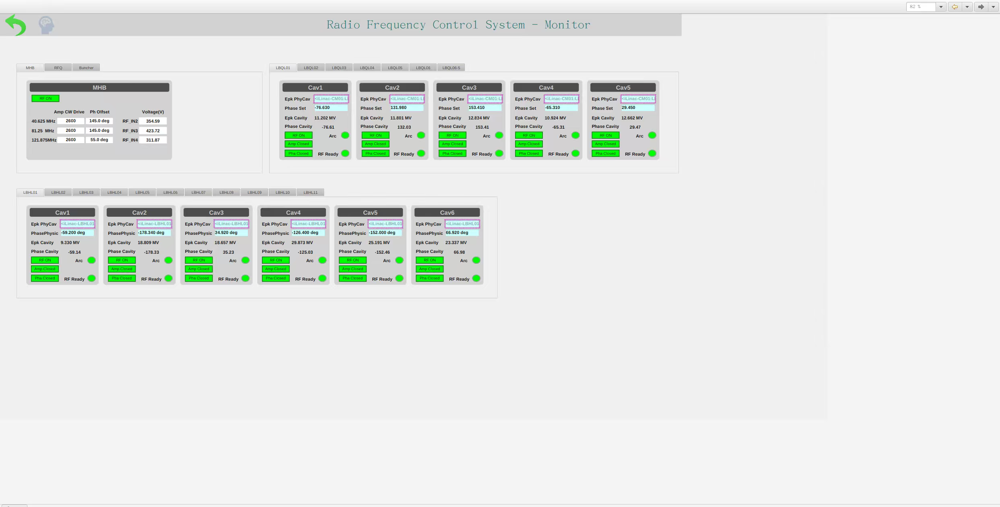 82 %
Radio Frequency Control System - Monitor
MHB RFQ Buncher
MHB
RF ON
Amp CW Drive Ph Offset Voltage(V)
40.625 MHz 2600 145.0 deg RF_IN2 354.59
81.25 MHz 2600 145.0 deg RF_IN3 423.72
121.875MHz 2600 55.0 deg RF_IN4 311.87
LBQL01 LBQL02 LBQL03 LBQL04 LBQL05 LBQL06 LBQL06-5
Cav1
Epk PhyCav <iLinac-CM01:L
Phase Set -76.630
Epk Cavity 11.202 MV
Phase Cavity -76.61
RF ON Arc
Amp Closed
Pha Closed RF Ready
Cav2
Epk PhyCav <iLinac-CM01:L
Phase Set 131.980
Epk Cavity 11.801 MV
Phase Cavity 132.03
RF ON Arc
Amp Closed
Pha Closed RF Ready
Cav3
Epk PhyCav <iLinac-CM01:L
Phase Set 153.410
Epk Cavity 12.834 MV
Phase Cavity 153.41
RF ON Arc
Amp Closed
Pha Closed RF Ready
Cav4
Epk PhyCav <iLinac-CM01:L
Phase Set -65.310
Epk Cavity 10.924 MV
Phase Cavity -65.31
RF ON Arc
Amp Closed
Pha Closed RF Ready
Cav5
Epk PhyCav <iLinac-CM01:L
Phase Set 29.450
Epk Cavity 12.662 MV
Phase Cavity 29.47
RF ON Arc
Amp Closed
Pha Closed RF Ready
LBHL01 LBHL02 LBHL03 LBHL04 LBHL05 LBHL06 LBHL07 LBHL08 LBHL09 LBHL10 LBHL11
Cav1
Epk PhyCav <iLinac-LBHL01
PhasePhysic -59.200 deg
Epk Cavity 9.330 MV
Phase Cavity -59.14
RF ON Arc
Amp Closed
Pha Closed RF Ready
Cav2
Epk PhyCav <iLinac-LBHL01
PhasePhysic -178.340 deg
Epk Cavity 18.809 MV
Phase Cavity -178.33
RF ON Arc
Amp Closed
Pha Closed RF Ready
Cav3
Epk PhyCav <iLinac-LBHL01
PhasePhysic 34.920 deg
Epk Cavity 18.657 MV
Phase Cavity 35.23
RF ON Arc
Amp Closed
Pha Closed RF Ready
Cav4
Epk PhyCav <iLinac-LBHL01
PhasePhysic -126.400 deg
Epk Cavity 29.873 MV
Phase Cavity -125.03
RF ON Arc
Amp Closed
Pha Closed RF Ready
Cav5
Epk PhyCav <iLinac-LBHL01
PhasePhysic -152.000 deg
Epk Cavity 25.191 MV
Phase Cavity -152.46
RF ON Arc
Amp Closed
Pha Closed RF Ready
Cav6
Epk PhyCav <iLinac-LBHL01
PhasePhysic 66.920 deg
Epk Cavity 23.337 MV
Phase Cavity 66.98
RF ON Arc
Amp Closed
Pha Closed RF Ready